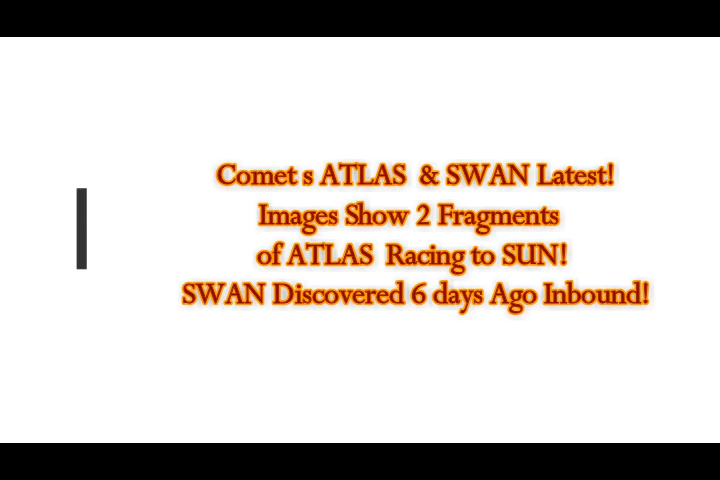 Comet s ATLAS & SWAN Latest!
Images Show 2 Fragments
of ATLAS Racing to SUN!
SWAN Discovered 6 days Ago Inbound!